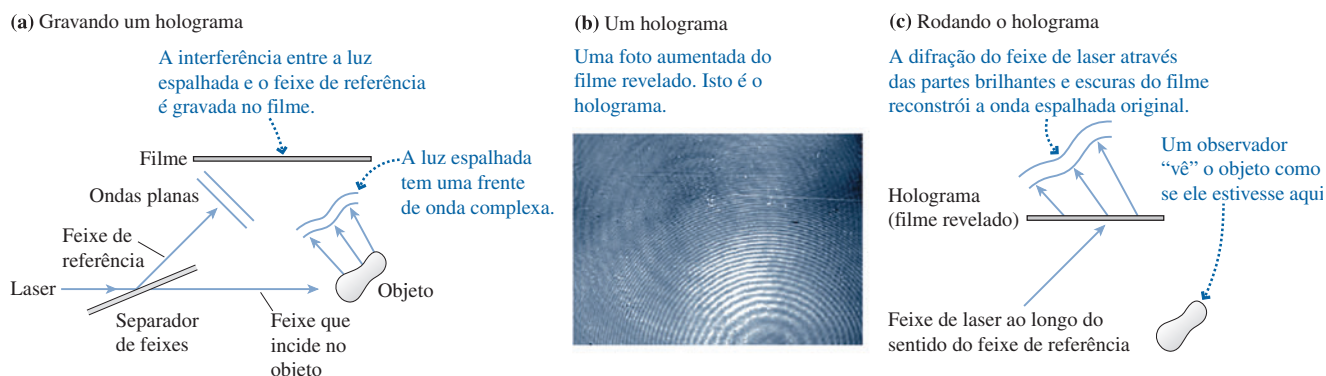 (a) Gravando um holograma
A interferência entre a luz
espalhada e o feixe de referência
é gravada no filme.
Filme
Ondas planas
A luz espalhada
tem uma frente
de onda complexa.
Feixe de
referência
Laser
Objeto
Separador
de feixes
Feixe que
incide no
objeto
(b) Um holograma
Uma foto aumentada do
filme revelado. Isto é o
holograma.
(c) Rodando o holograma
A difração do feixe de laser através
das partes brilhantes e escuras do filme
reconstrói a onda espalhada original.
Um observador
“vê” o objeto como
se ele estivesse aqui
Holograma
(filme revelado)
Feixe de laser ao longo do
sentido do feixe de referência